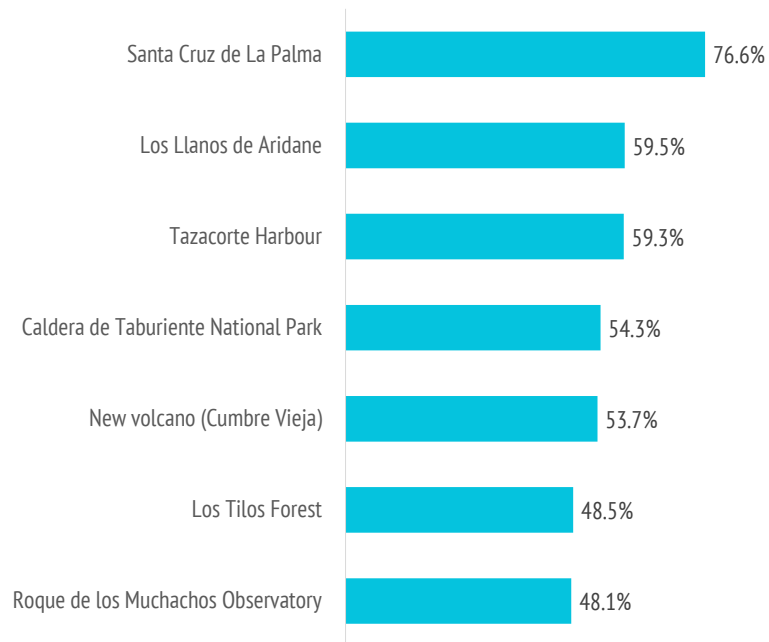 Santa Cruz de La Palma 76.6%
Los Llanos de Aridane 59.5%
Tazacorte Harbour 59.3%
Caldera de Taburiente National Park 54.3%
New volcano (Cumbre Vieja) 53.7%
Los Tilos Forest 48.5%
Roque de los Muchachos Observatory 48.1%